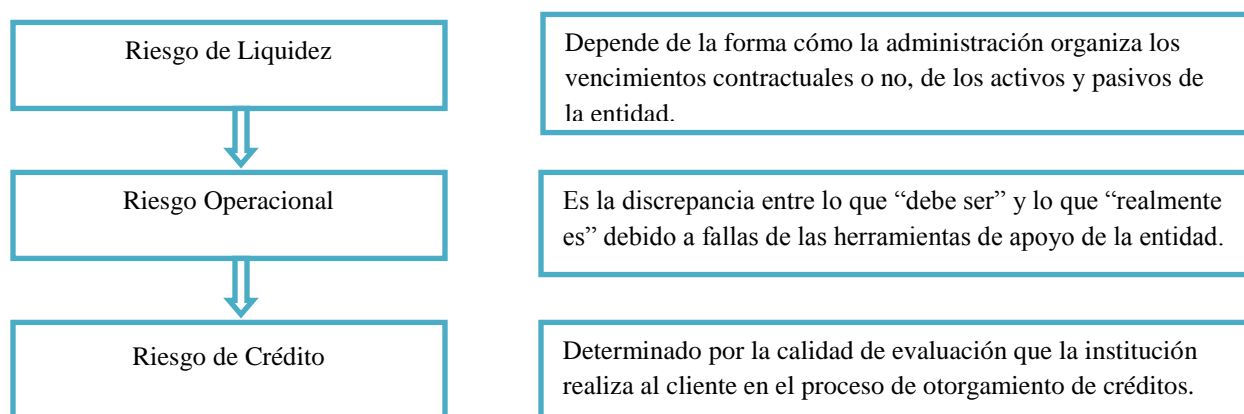 Riesgo de Liquidez
Depende de la forma cómo la administración organiza los
vencimientos contractuales o no, de los activos y pasivos de
la entidad.
Riesgo Operacional
Es la discrepancia entre lo que “debe ser” y lo que “realmente
es” debido a fallas de las herramientas de apoyo de la entidad.
Riesgo de Crédito
Determinado por la calidad de evaluación que la institución
realiza al cliente en el proceso de otorgamiento de créditos.